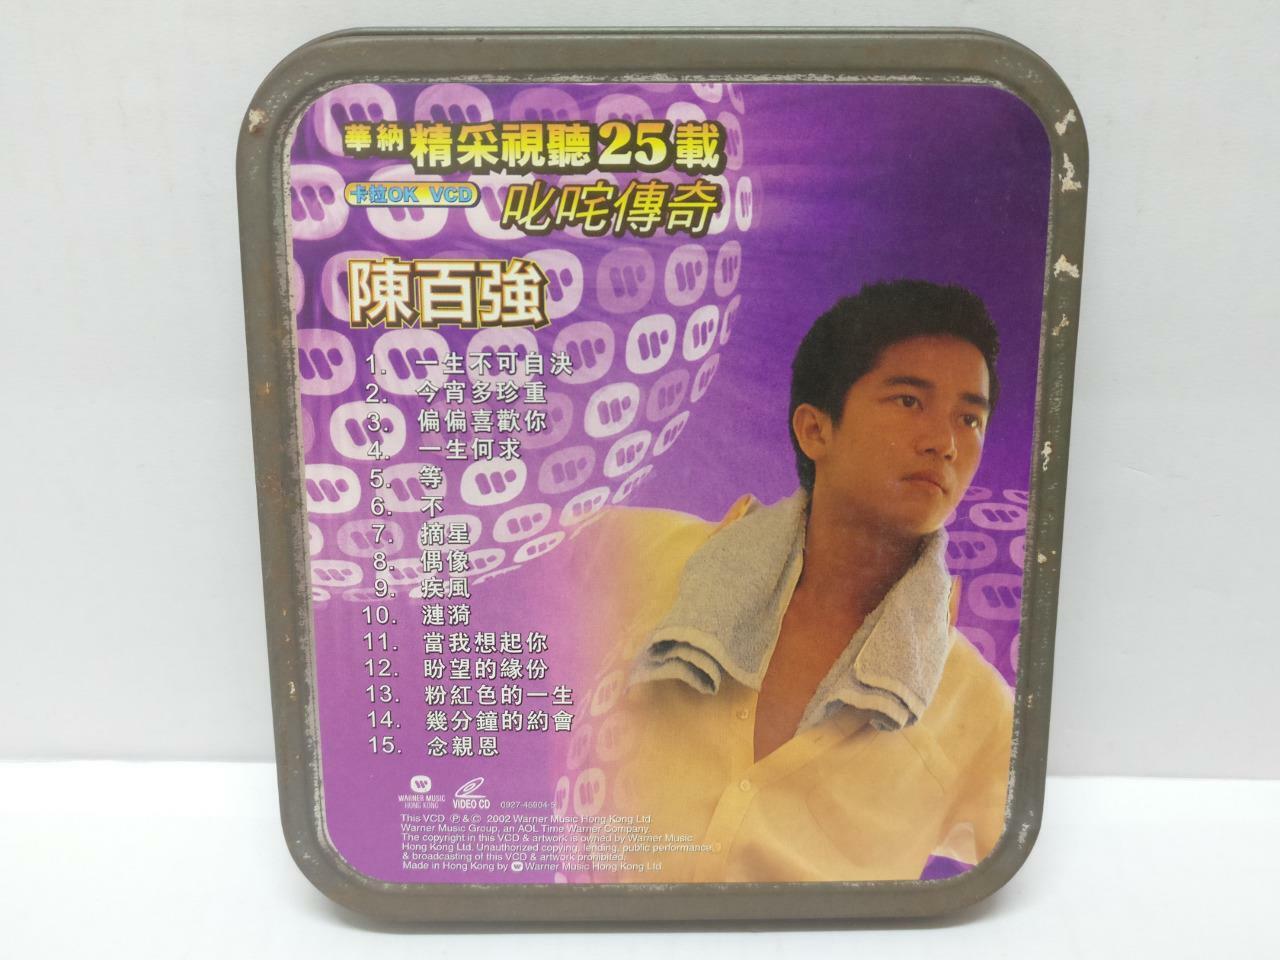 華納 精采視聽25載
卡拉OK VCD 叱咤傳奇
陳百強
1. 一生不可自決
2. 今宵多珍重
3. 偏偏喜歡你
4. 一生何求
5. 等
6. 不
7. 摘星
8. 偶像
9. 疾風
10. 漣漪
11. 當我想起你
12. 盼望的緣份
13. 粉紅色的一生
14. 幾分鐘的約會
15. 念親恩
WARNER MUSIC
HONG KONG
VIDEO CD
0927-45904-5
This VCD ℗ & © 2002 Warner Music Hong Kong Ltd.
Warner Music Group, an AOL Time Warner Company.
The copyright in this VCD & artwork is owned by Warner Music
Hong Kong Ltd. Unauthorized copying, lending, public performance,
& broadcasting of this VCD & artwork prohibited.
Made in Hong Kong by Warner Music Hong Kong Ltd.